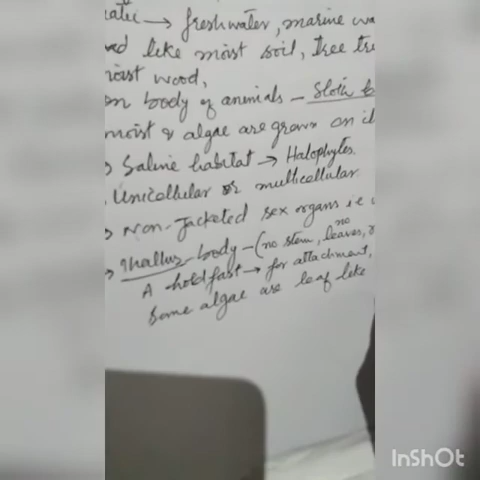 → freshwater, marine
like moist soil, tree
moist wood,
on body of animals - Sloth
moist & algae are grown on
Saline habitat → Halophytes.
Unicellular or multicellular
Non-Jacketed sex organs i.e
Thallus body - (no stem, no leaves,
A holdfast → for attachment,
Some algae are leaf like
InShOt